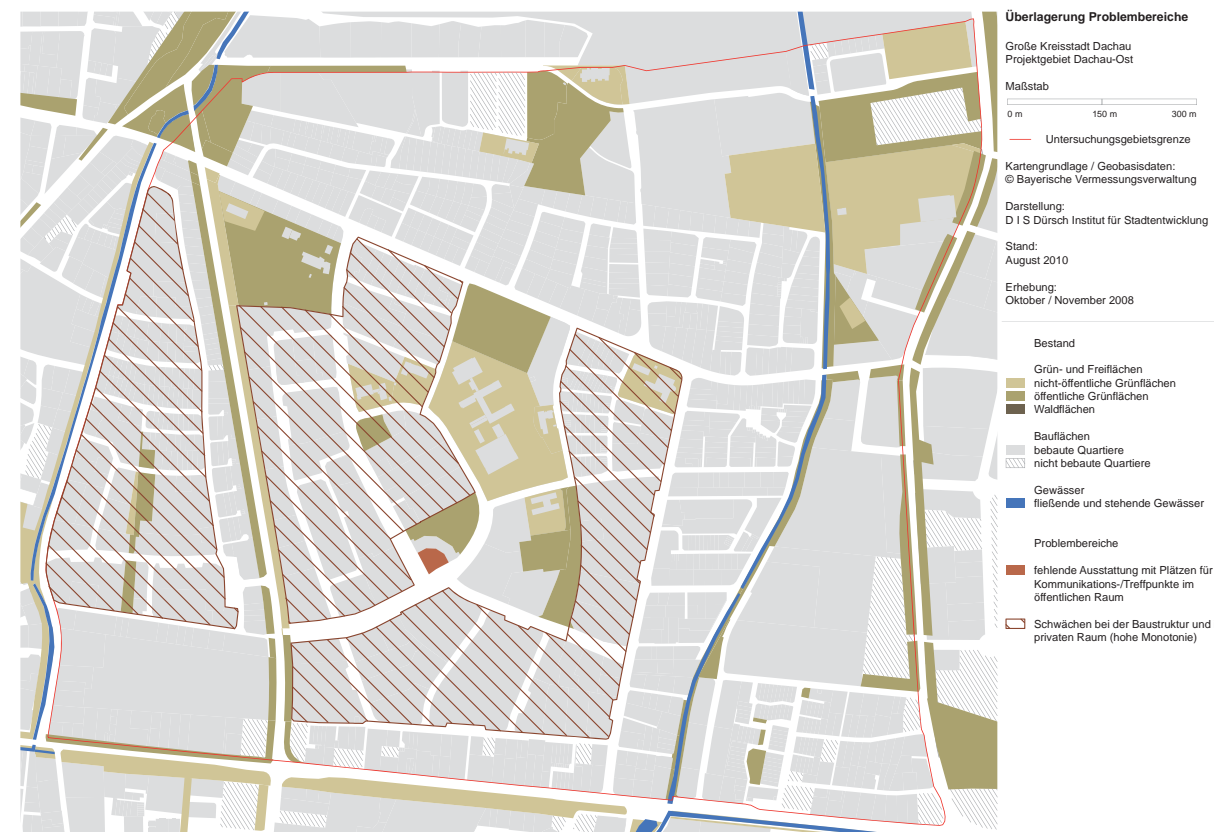 Überlagerung Problembereiche
Große Kreisstadt Dachau
Projektgebiet Dachau-Ost
Maßstab
0 m 150 m 300 m
Untersuchungsgebietsgrenze
Kartengrundlage / Geobasisdaten:
© Bayerische Vermessungsverwaltung
Darstellung:
D I S Dürsch Institut für Stadtentwicklung
Stand:
August 2010
Erhebung:
Oktober / November 2008
Bestand
Grün- und Freiflächen
nicht-öffentliche Grünflächen
öffentliche Grünflächen
Waldflächen
Bauflächen
bebaute Quartiere
nicht bebaute Quartiere
Gewässer
fließende und stehende Gewässer
Problembereiche
fehlende Ausstattung mit Plätzen für
Kommunikations-/Treffpunkte im
öffentlichen Raum
Schwächen bei der Baustruktur und
privaten Raum (hohe Monotonie)